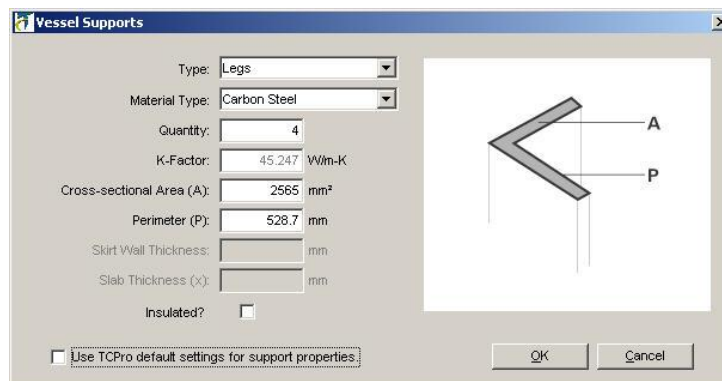 Vessel Supports
Type: Legs
Material Type: Carbon Steel
Quantity: 4
K-Factor: 45.247 W/m-K
Cross-sectional Area (A): 2565 mm²
Perimeter (P): 528.7 mm
Skirt Wall Thickness: mm
Slab Thickness (x): mm
Insulated?
Use TCPro default settings for support properties.
A
P
OK Cancel